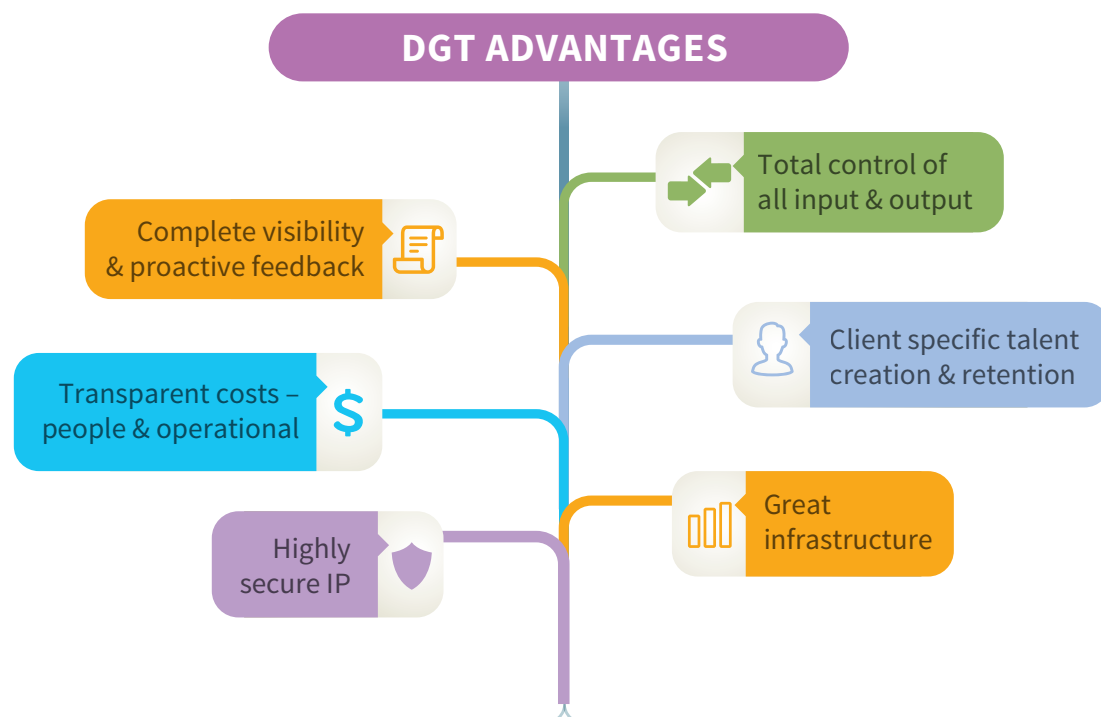 DGT ADVANTAGES
Total control of
all input & output
Complete visibility
& proactive feedback
Client specific talent
creation & retention
Transparent costs –
people & operational
Great
infrastructure
Highly
secure IP